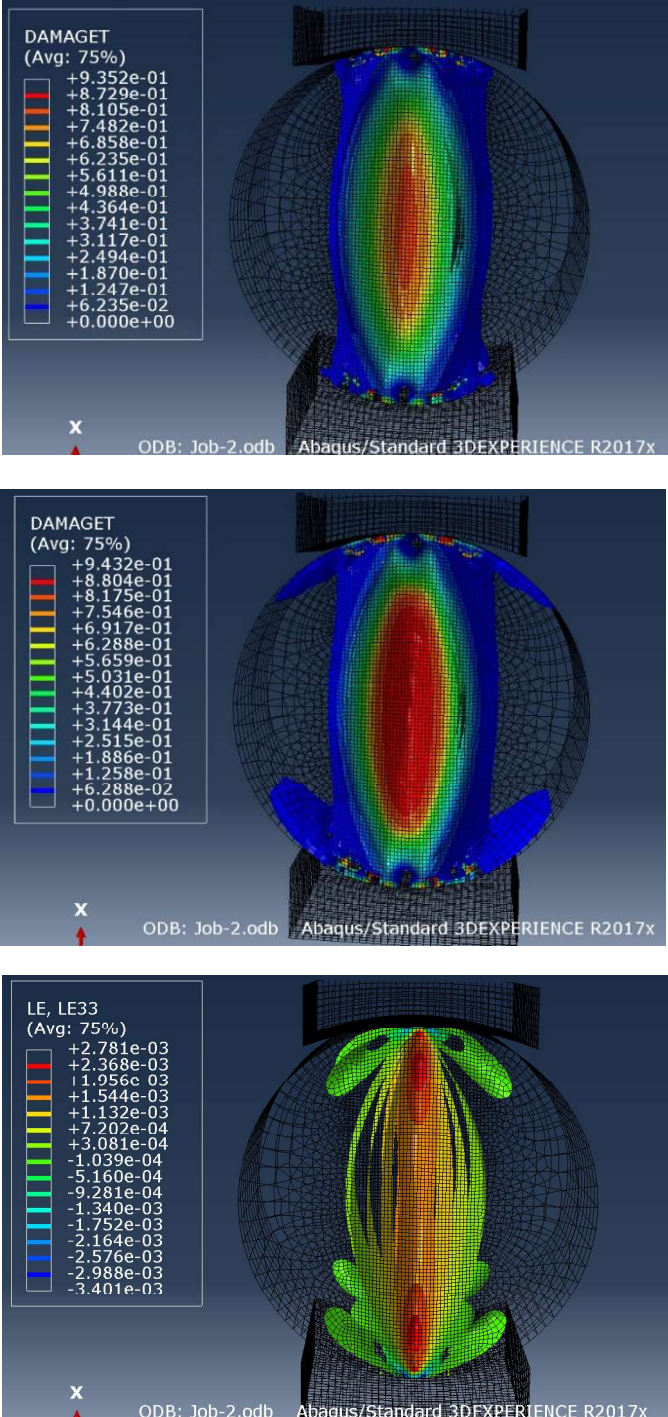 DAMAGET
(Avg: 75%)
+9.352e-01
+8.729e-01
+8.105e-01
+7.482e-01
+6.858e-01
+6.235e-01
+5.611e-01
+4.988e-01
+4.364e-01
+3.741e-01
+3.117e-01
+2.494e-01
+1.870e-01
+1.247e-01
+6.235e-02
+0.000e+00
X
ODB: Job-2.odb Abaqus/Standard 3DEXPERIENCE R2017x
DAMAGET
(Avg: 75%)
+9.432e-01
+8.804e-01
+8.175e-01
+7.546e-01
+6.917e-01
+6.288e-01
+5.659e-01
+5.031e-01
+4.402e-01
+3.773e-01
+3.144e-01
+2.515e-01
+1.886e-01
+1.258e-01
+6.288e-02
+0.000e+00
X
ODB: Job-2.odb Abaqus/Standard 3DEXPERIENCE R2017x
LE, LE33
(Avg: 75%)
+2.781e-03
+2.368e-03
+1.956e-03
+1.544e-03
+1.132e-03
+7.202e-04
+3.081e-04
-1.039e-04
-5.160e-04
-9.281e-04
-1.340e-03
-1.752e-03
-2.164e-03
-2.576e-03
-2.988e-03
-3.401e-03
X
ODB: Job-2.odb Abaqus/Standard 3DEXPERIENCE R2017x